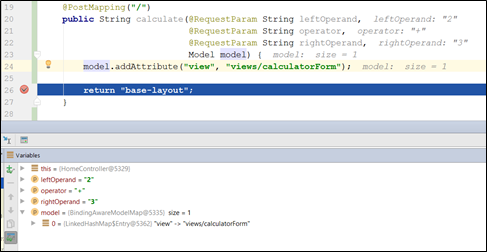 19 @PostMapping("/")
20 public String calculate(@RequestParam String leftOperand, leftOperand: "2"
21 @RequestParam String operator, operator: "+"
22 @RequestParam String rightOperand, rightOperand: "3"
23 Model model) { model: size = 1
24 model.addAttribute("view", "views/calculatorForm"); model: size = 1
25
26 return "base-layout";
27 }
Variables
this = (HomeController@5329)
leftOperand = "2"
operator = "+"
rightOperand = "3"
model = (BindingAwareModelMap@5335) size = 1
0 = (LinkedHashMap$Entry@5362) "view" -> "views/calculatorForm"